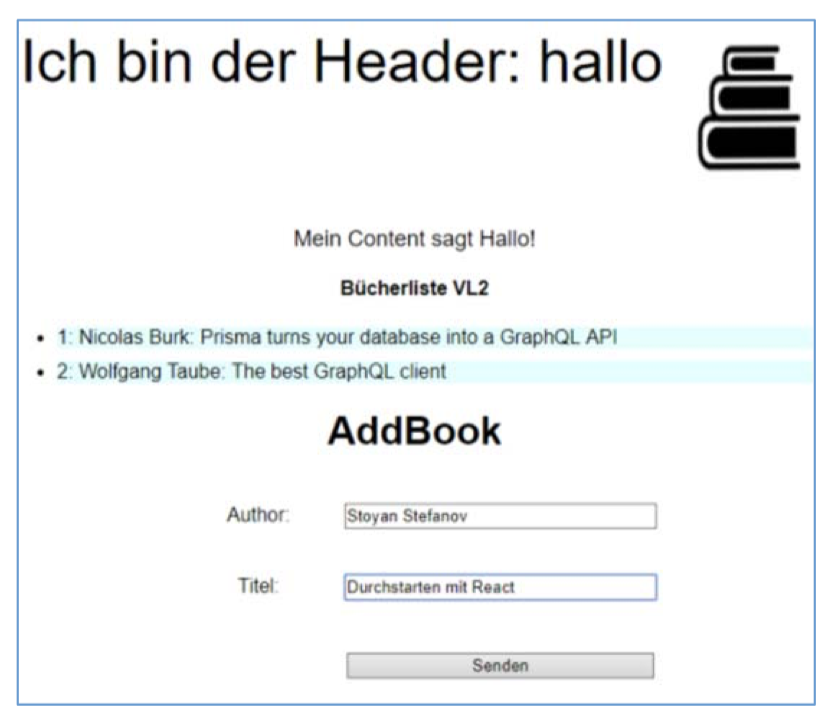 Ich bin der Header: hallo
Mein Content sagt Hallo!
Bücherliste VL2
• 1: Nicolas Burk: Prisma turns your database into a GraphQL API
• 2: Wolfgang Taube: The best GraphQL client
AddBook
Author: Stoyan Stefanov
Titel: Durchstarten mit React
Senden